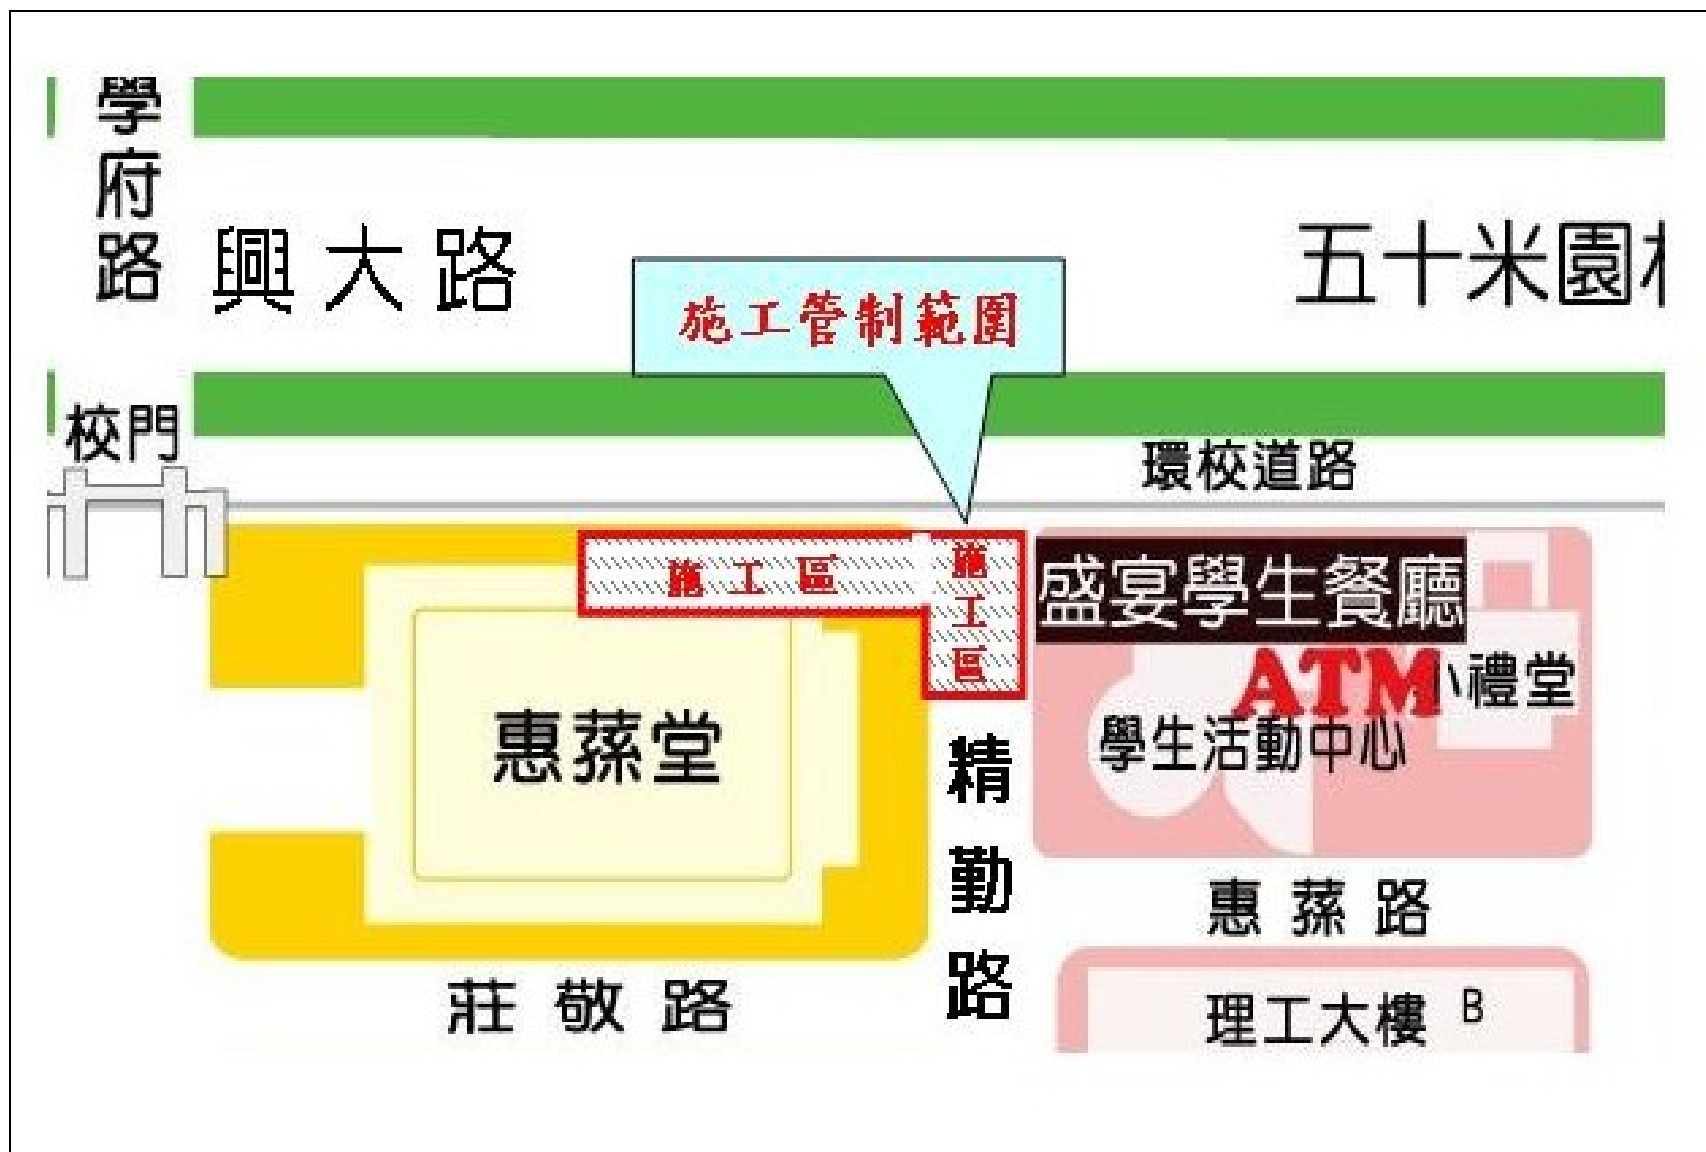 學府路
興大路
五十米園
施工管制範圍
校門
環校道路
施工區
施工區
盛宴學生餐廳
ATM
小禮堂
惠蓀堂
學生活動中心
精勤路
惠蓀路
莊敬路
理工大樓 B